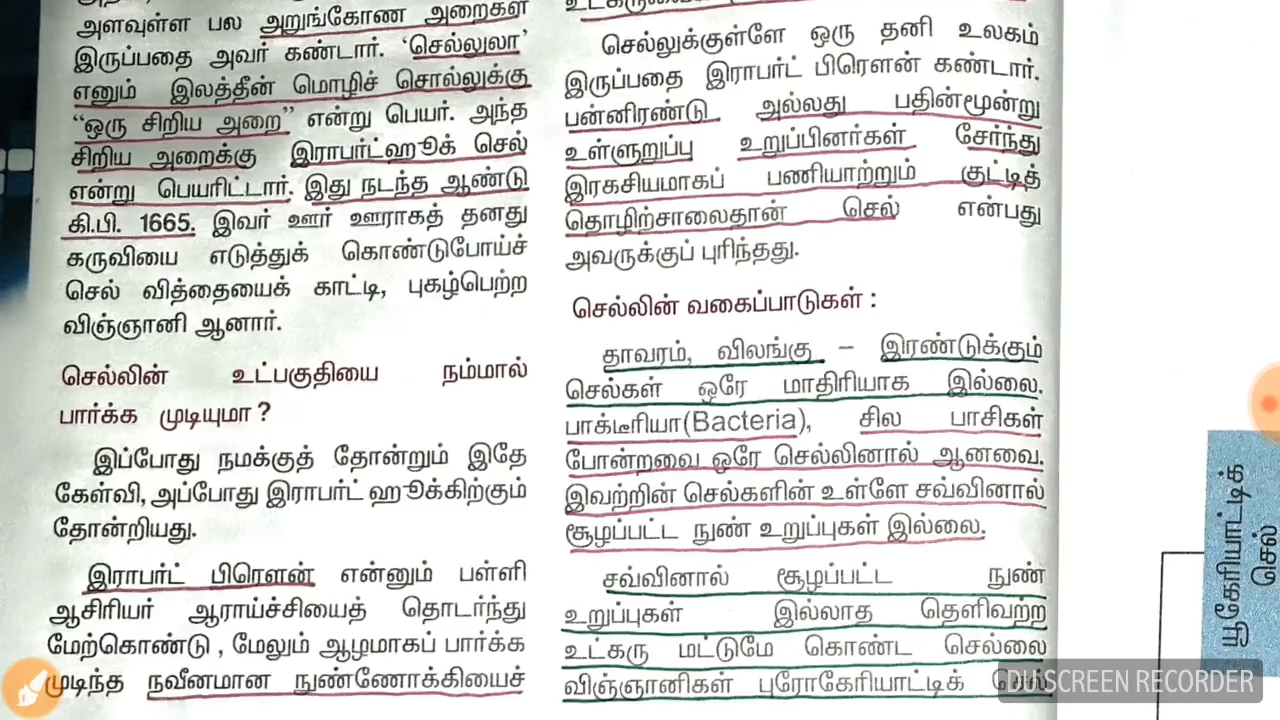 அளவுள்ள பல அறுங்கோண அறைகள்
இருப்பதை அவர் கண்டார். ‘செல்லுலா’
எனும் இலத்தீன் மொழிச் சொல்லுக்கு
“ஒரு சிறிய அறை” என்று பெயர். அந்த
சிறிய அறைக்கு இராபர்ட்ஹூக் செல்
என்று பெயரிட்டார். இது நடந்த ஆண்டு
கி.பி. 1665. இவர் ஊர் ஊராகத் தனது
கருவியை எடுத்துக் கொண்டுபோய்ச்
செல் வித்தையைக் காட்டி, புகழ்பெற்ற
விஞ்ஞானி ஆனார்.
செல்லின் உட்பகுதியை நம்மால்
பார்க்க முடியுமா?
இப்போது நமக்குத் தோன்றும் இதே
கேள்வி, அப்போது இராபர்ட் ஹூக்கிற்கும்
தோன்றியது.
இராபர்ட் பிரௌன் என்னும் பள்ளி
ஆசிரியர் ஆராய்ச்சியைத் தொடர்ந்து
மேற்கொண்டு, மேலும் ஆழமாகப் பார்க்க
முடிந்த நவீனமான நுண்ணோக்கியைச்
செல்லுக்குள்ளே ஒரு தனி உலகம்
இருப்பதை இராபர்ட் பிரௌன் கண்டார்.
பன்னிரண்டு அல்லது பதின்மூன்று
உள்ளுறுப்பு உறுப்பினர்கள் சேர்ந்து
இரகசியமாகப் பணியாற்றும் குட்டித்
தொழிற்சாலைதான் செல் என்பது
அவருக்குப் புரிந்தது.
செல்லின் வகைப்பாடுகள் :
தாவரம், விலங்கு – இரண்டுக்கும்
செல்கள் ஒரே மாதிரியாக இல்லை.
பாக்டீரியா(Bacteria), சில பாசிகள்
போன்றவை ஒரே செல்லினால் ஆனவை.
இவற்றின் செல்களின் உள்ளே சவ்வினால்
சூழப்பட்ட நுண் உறுப்புகள் இல்லை.
சவ்வினால் சூழப்பட்ட நுண்
உறுப்புகள் இல்லாத தெளிவற்ற
உட்கரு மட்டுமே கொண்ட செல்லை
விஞ்ஞானிகள் புரோகேரியாட்டிக் செல்
யூகேரியாட்டிக்
செல்
DU SCREEN RECORDER